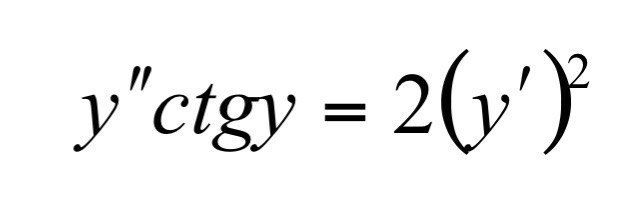 y″ctgy = 2(y′)²